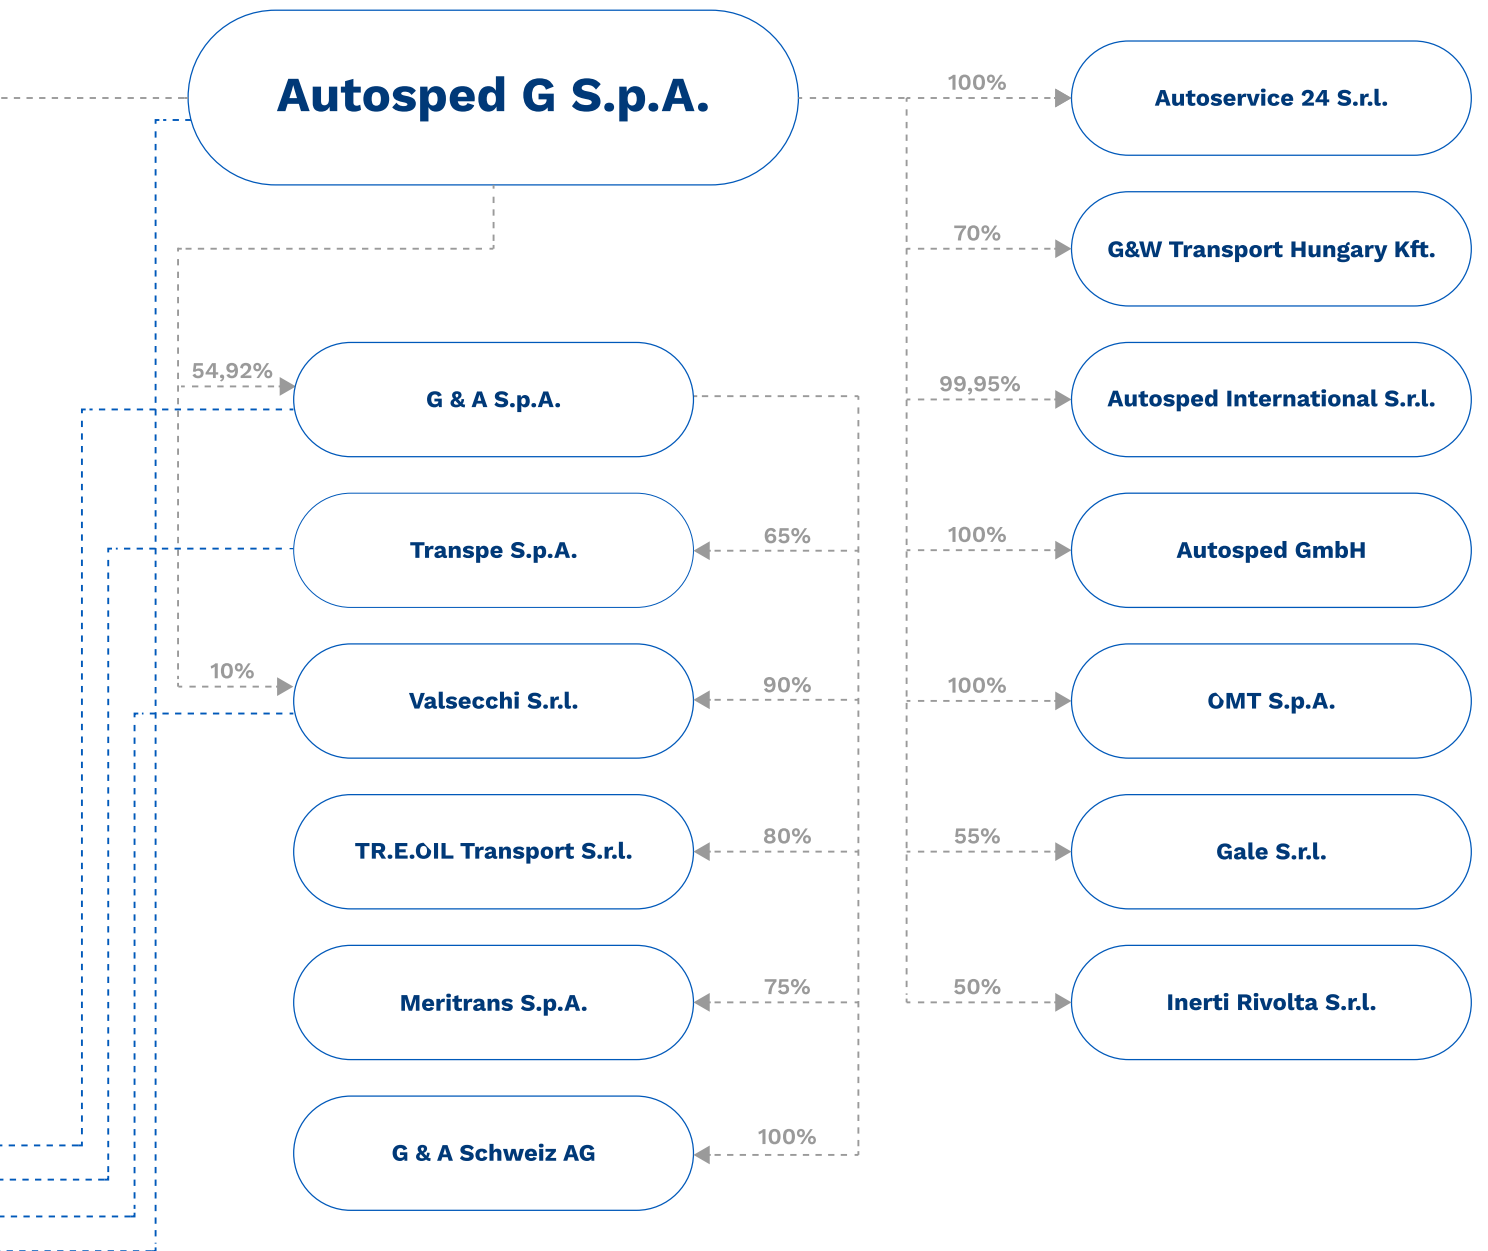 Autosped G S.p.A.
100%
Autoservice 24 S.r.l.
70%
G&W Transport Hungary Kft.
54,92%
G & A S.p.A.
99,95%
Autosped International S.r.l.
Transpe S.p.A.
65%
100%
Autosped GmbH
10%
Valsecchi S.r.l.
90%
100%
OMT S.p.A.
TR.E.OIL Transport S.r.l.
80%
55%
Gale S.r.l.
Meritrans S.p.A.
75%
50%
Inerti Rivolta S.r.l.
G & A Schweiz AG
100%